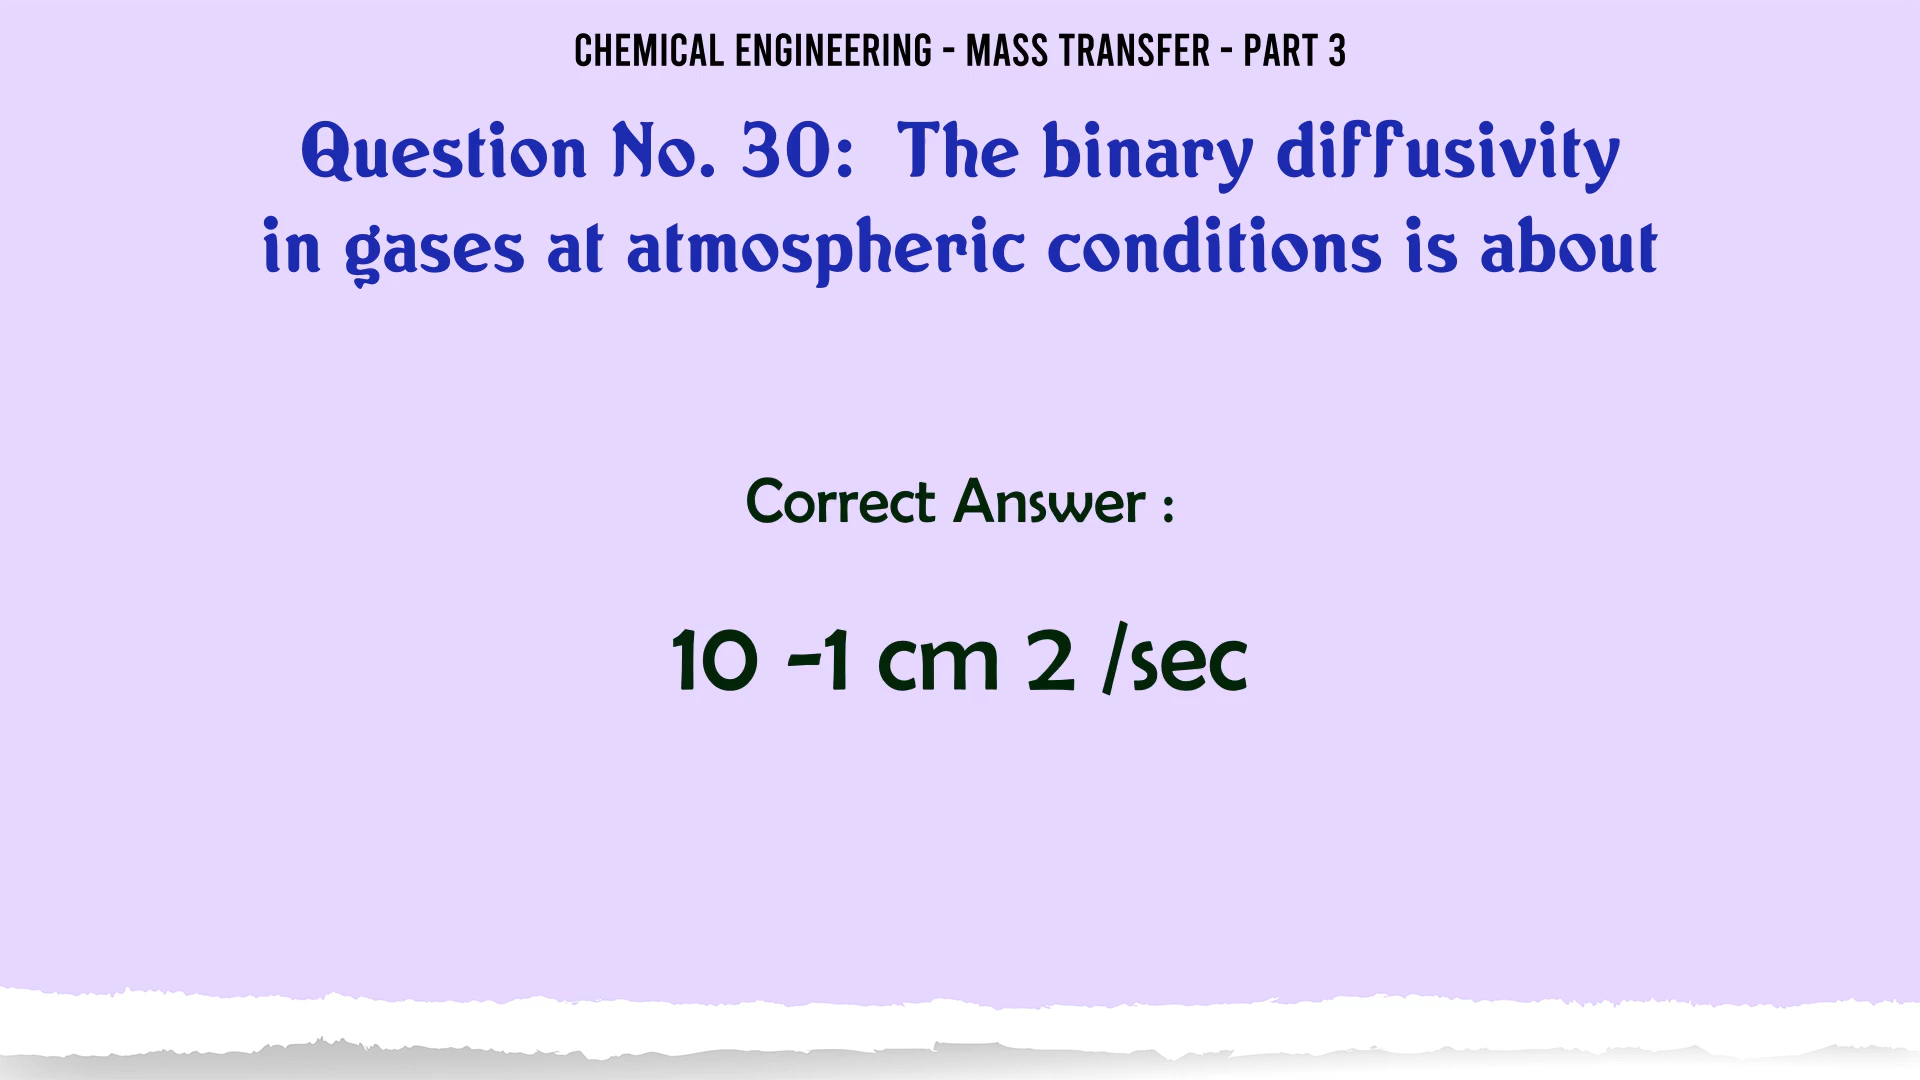 CHEMICAL ENGINEERING - MASS TRANSFER - PART 3
Question No. 30: The binary diffusivity
in gases at atmospheric conditions is about
Correct Answer :
10 -1 cm 2 /sec